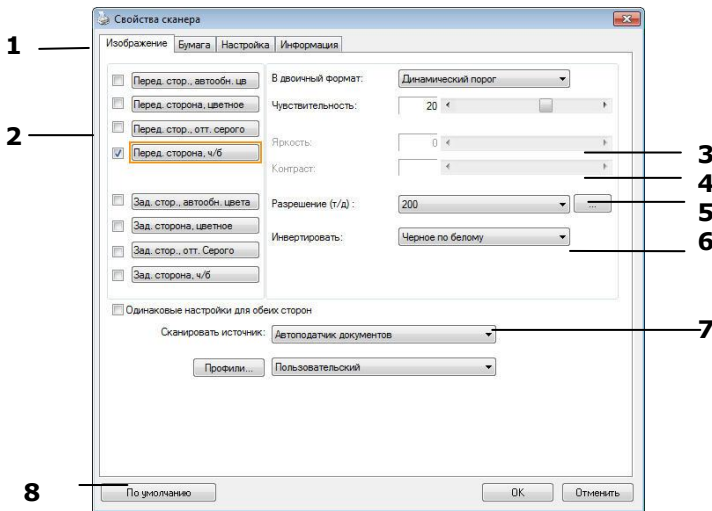 Свойства сканера
1
Изображение Бумага Настройка Информация
Перед. стор., автообн. цв
В двоичный формат: Динамический порог
Перед. сторона, цветное
Чувствительность: 20
2
Перед. стор., отт. серого
Яркость: 0
3
Перед. сторона, ч/б
Контраст:
4
Зад. стор., автообн. цвета
Разрешение (т/д) : 200 ...
5
Зад. сторона, цветное
Инвертировать: Черное по белому
6
Зад. стор., отт. Серого
Зад. сторона, ч/б
Одинаковые настройки для обеих сторон
Сканировать источник: Автоподатчик документов
7
Профили... Пользовательский
8
По умолчанию OK Отменить